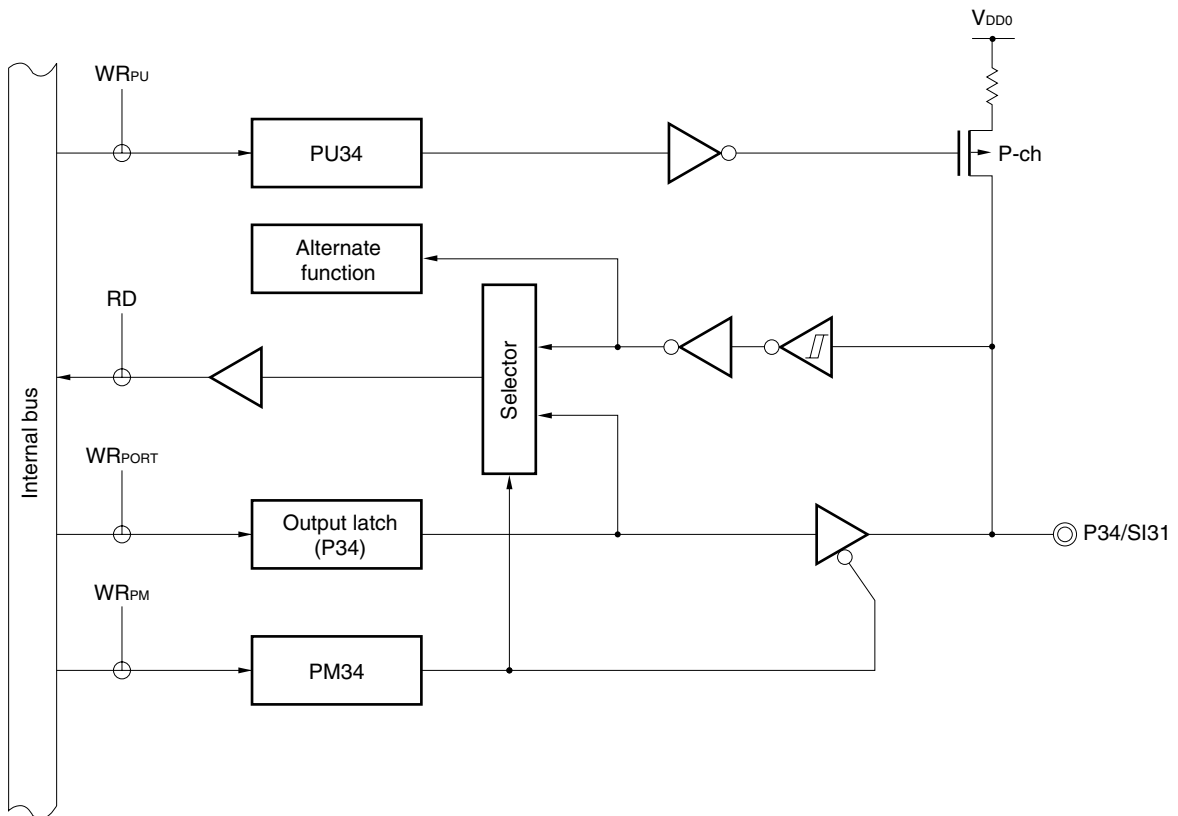 VDD0
WRPU
PU34
P-ch
Alternate
function
RD
Selector
Internal bus
WRPORT
Output latch
(P34)
P34/SI31
WRPM
PM34